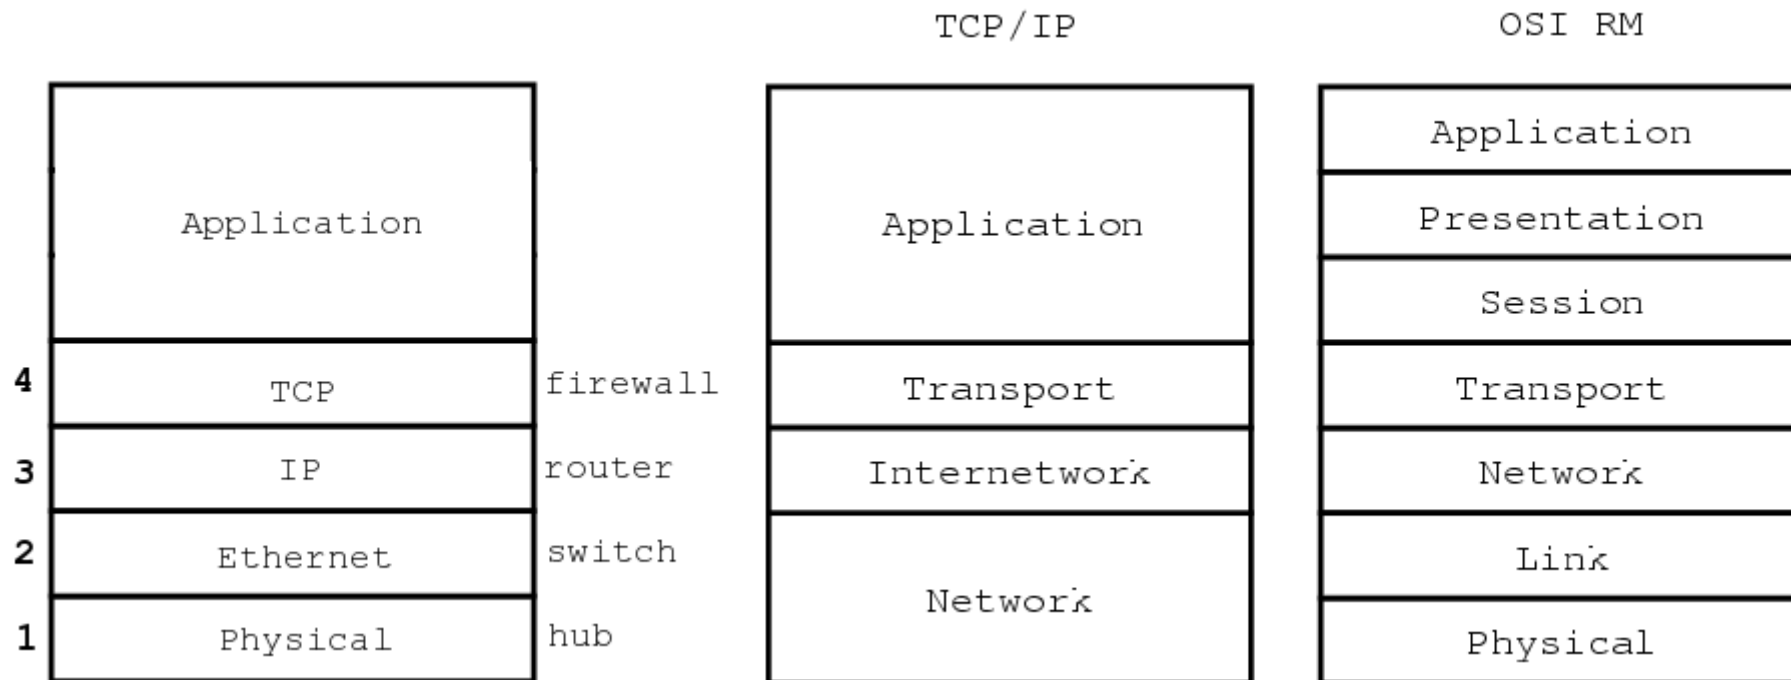 TCP/IP
OSI RM
Application
4 TCP firewall
3 IP router
2 Ethernet switch
1 Physical hub
Application
Transport
Internetwork
Network
Application
Presentation
Session
Transport
Network
Link
Physical